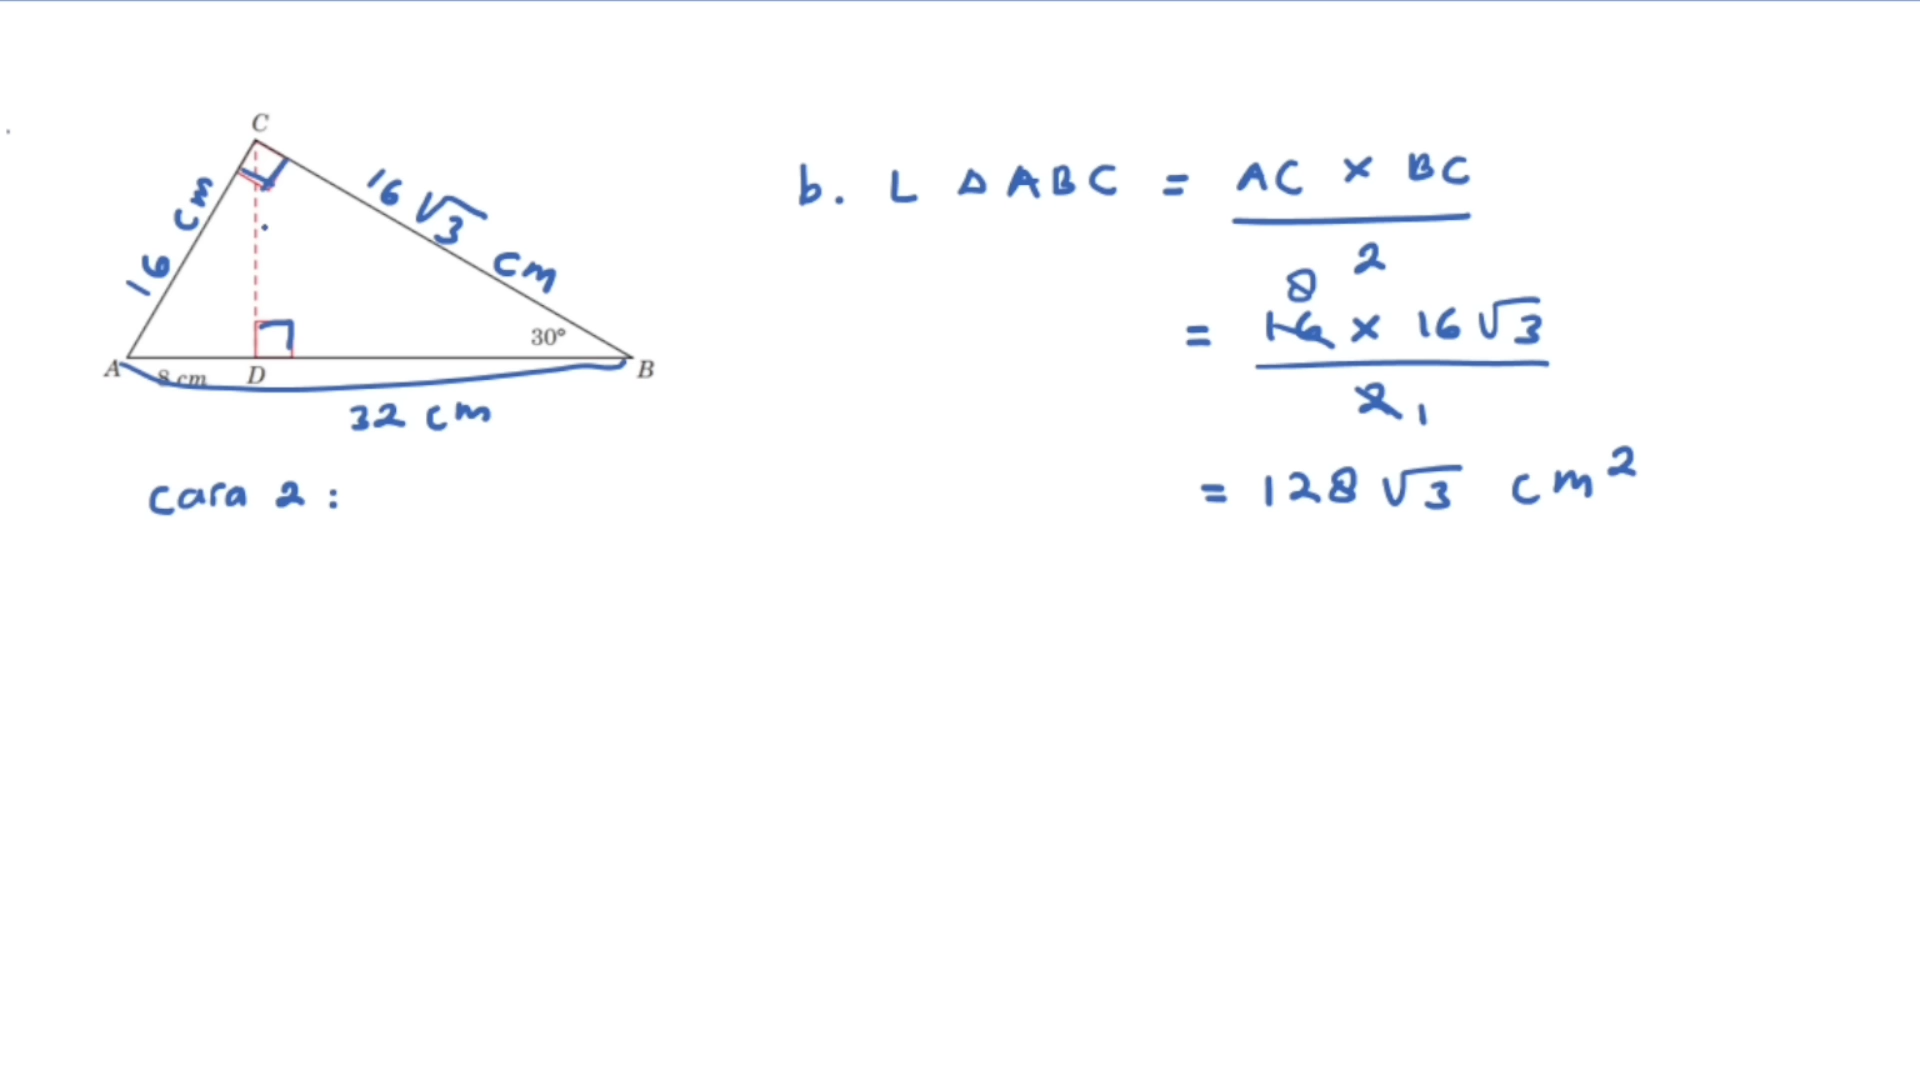 C
16 cm
16 √3 cm
30°
A
8 cm
D
B
32 cm
cara 2 :
b. L △ ABC = AC × BC
2
8
= 16 × 16 √3
2 1
= 128 √3 cm²